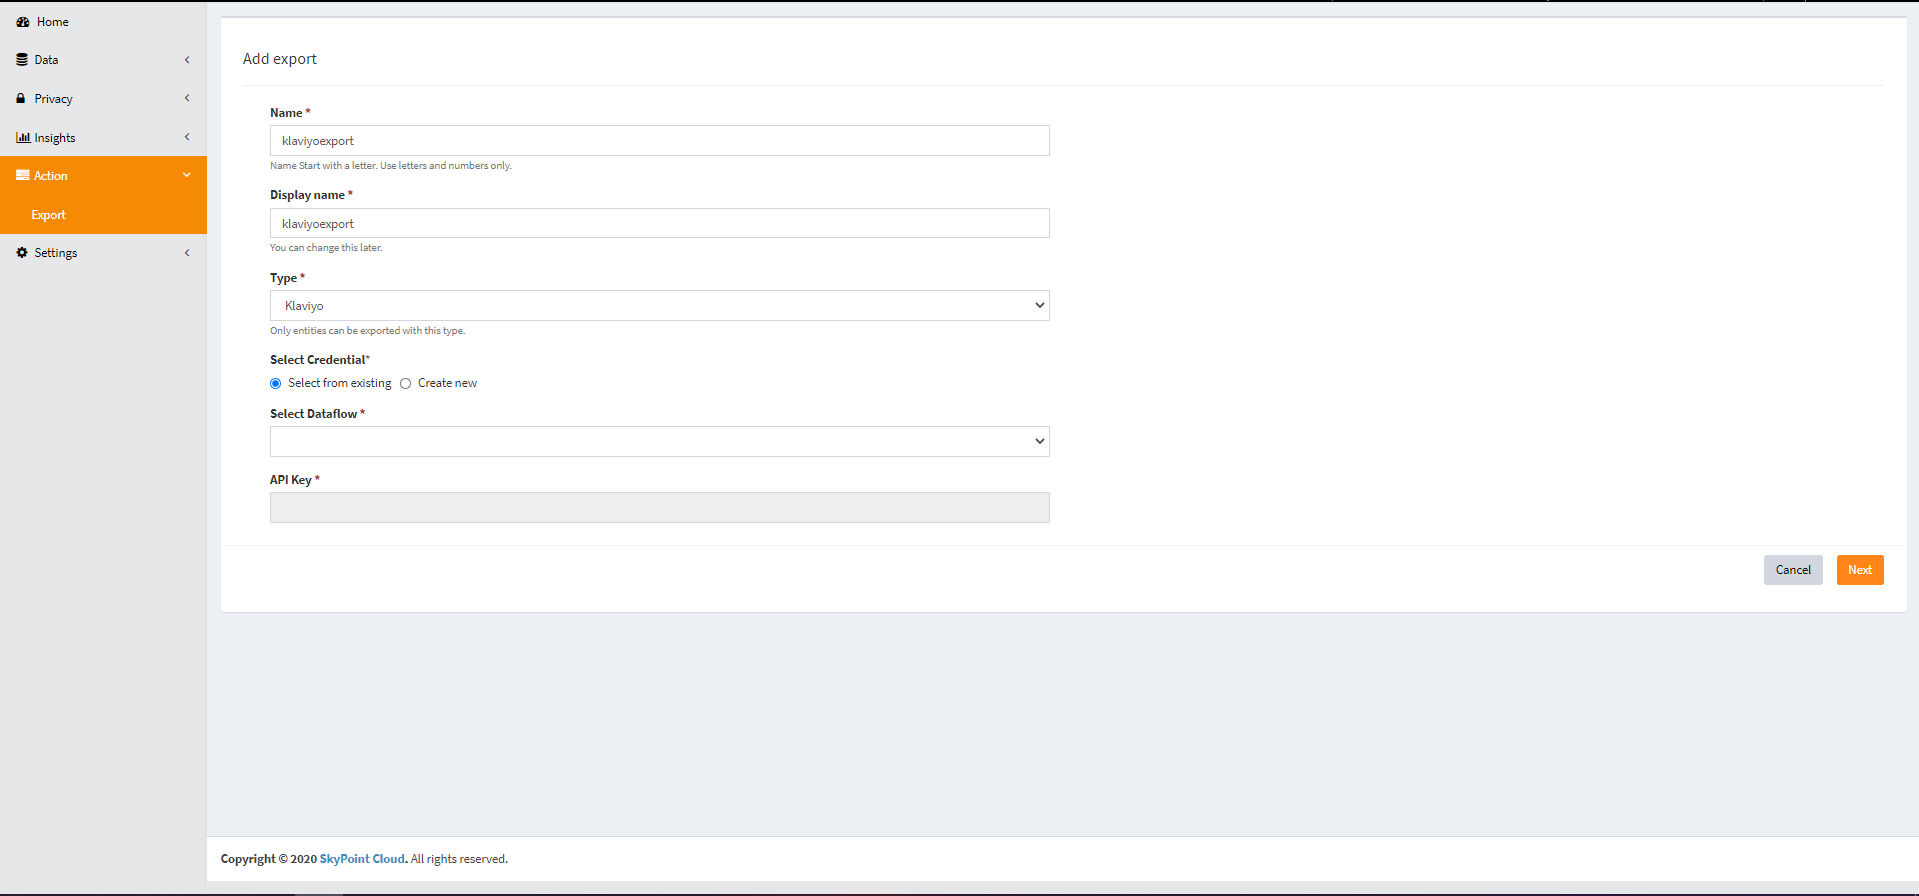 Home
Data
Privacy
Insights
Action
Export
Settings
Add export
Name *
klaviyoexport
Name Start with a letter. Use letters and numbers only.
Display name *
klaviyoexport
You can change this later.
Type *
Klaviyo
Only entities can be exported with this type.
Select Credential*
Select from existing Create new
Select Dataflow *
API Key *
Cancel Next
Copyright © 2020 SkyPoint Cloud. All rights reserved.